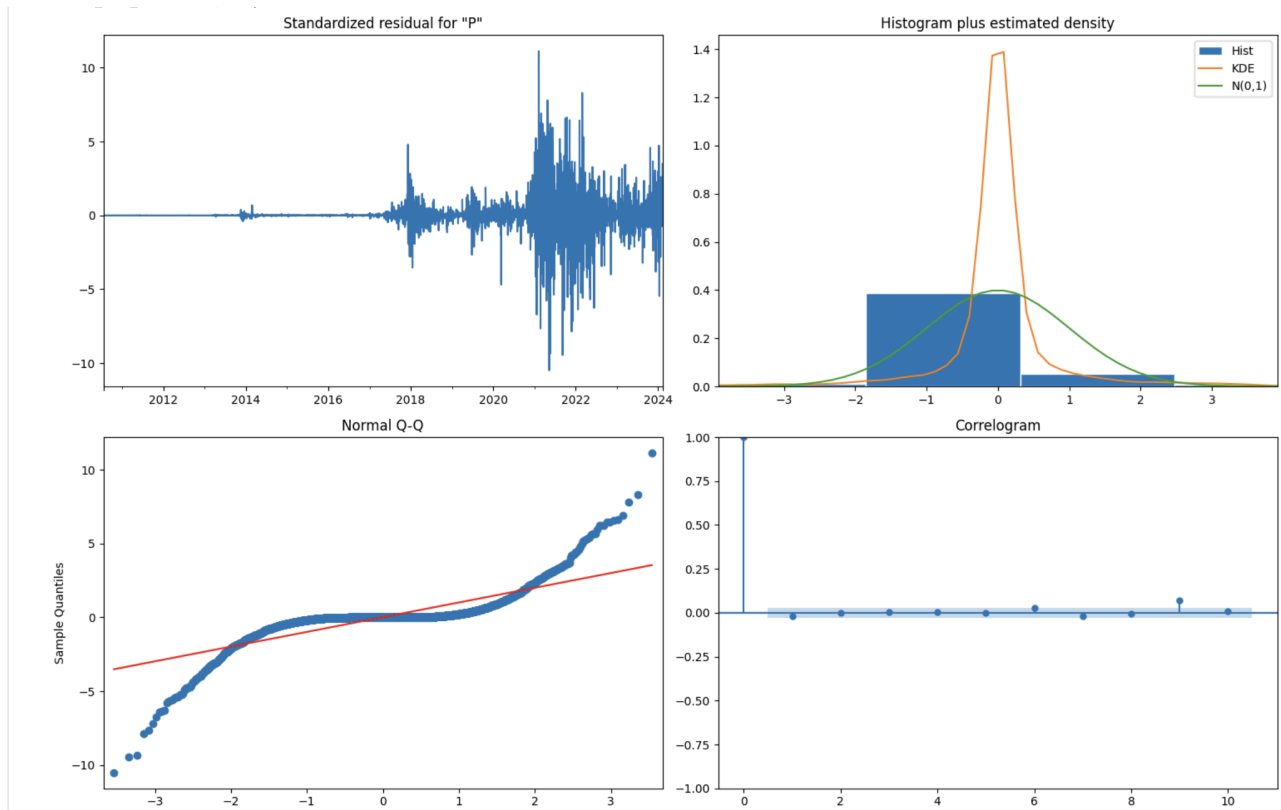 Standardized residual for "P"
10
5
0
−5
−10
2012 2014 2016 2018 2020 2022 2024
Histogram plus estimated density
Hist
KDE
N(0,1)
1.4
1.2
1.0
0.8
0.6
0.4
0.2
0.0
−3 −2 −1 0 1 2 3
Normal Q-Q
Sample Quantiles
10
5
0
−5
−10
−3 −2 −1 0 1 2 3
Correlogram
1.00
0.75
0.50
0.25
0.00
−0.25
−0.50
−0.75
−1.00
0 2 4 6 8 10